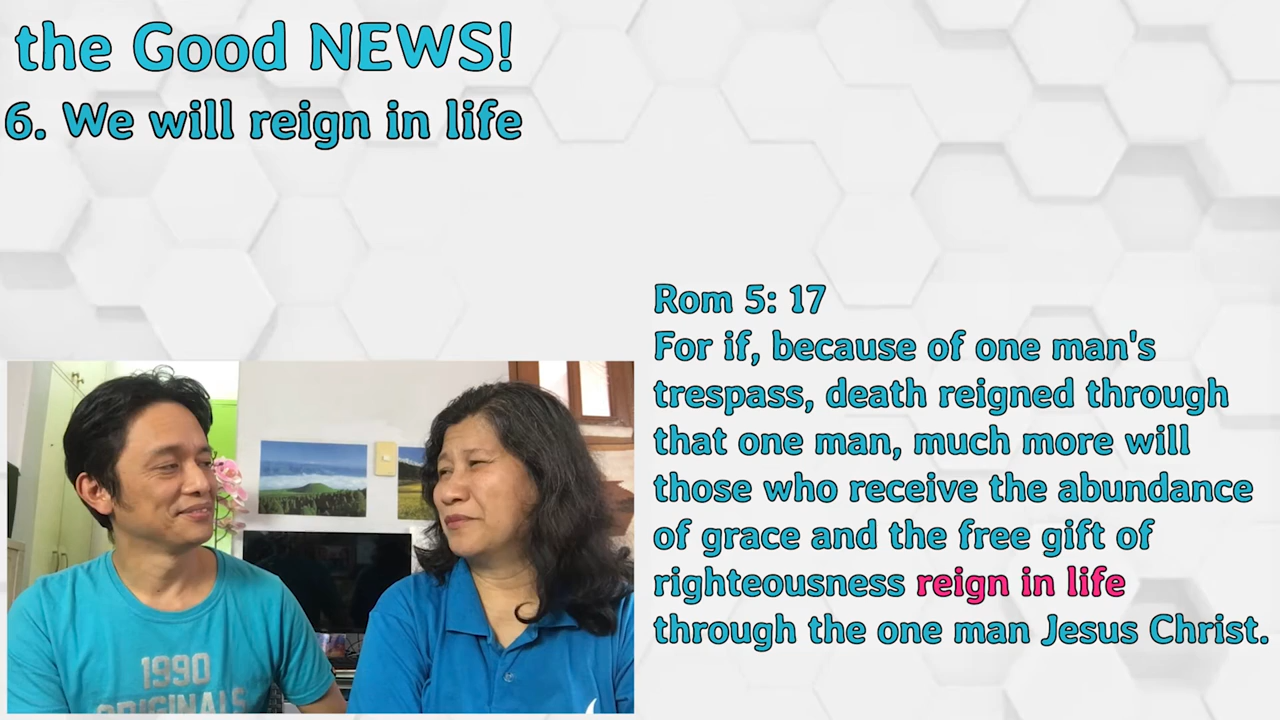 the Good NEWS!
6. We will reign in life
Rom 5: 17
For if, because of one man's
trespass, death reigned through
that one man, much more will
those who receive the abundance
of grace and the free gift of
righteousness reign in life
through the one man Jesus Christ.
1990
ORIGINALS